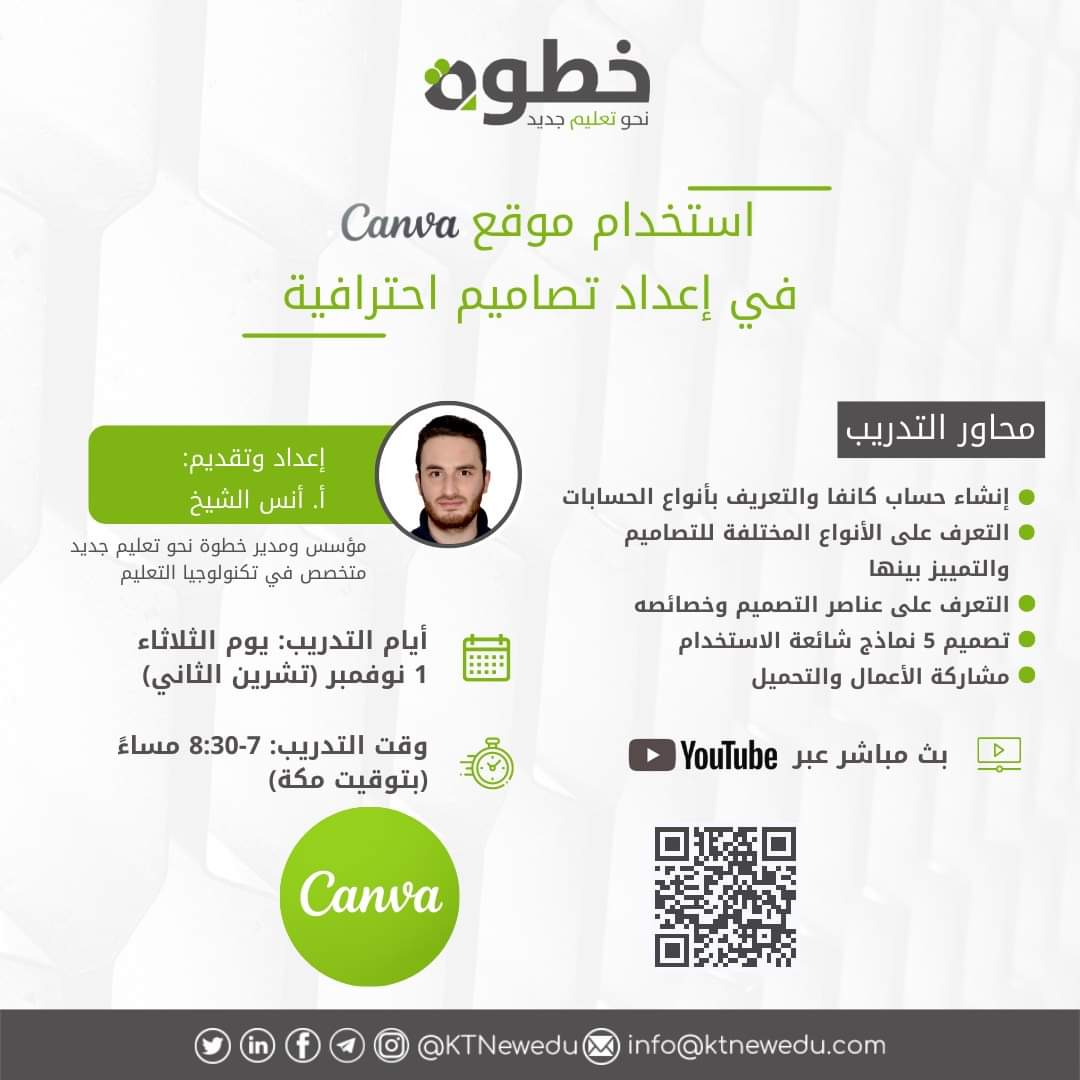 خطوة
نحو تعليم جديد
استخدام موقع Canva
في إعداد تصاميم احترافية
محاور التدريب
إنشاء حساب كانفا والتعريف بأنواع الحسابات
التعرف على الأنواع المختلفة للتصاميم
والتمييز بينها
التعرف على عناصر التصميم وخصائصه
تصميم 5 نماذج شائعة الاستخدام
مشاركة الأعمال والتحميل
بث مباشر عبر YouTube
إعداد وتقديم:
أ. أنس الشيخ
مؤسس ومدير خطوة نحو تعليم جديد
متخصص في تكنولوجيا التعليم
أيام التدريب: يوم الثلاثاء
1 نوفمبر (تشرين الثاني)
وقت التدريب: 7-8:30 مساءً
(بتوقيت مكة)
Canva
@KTNewedu info@ktnewedu.com